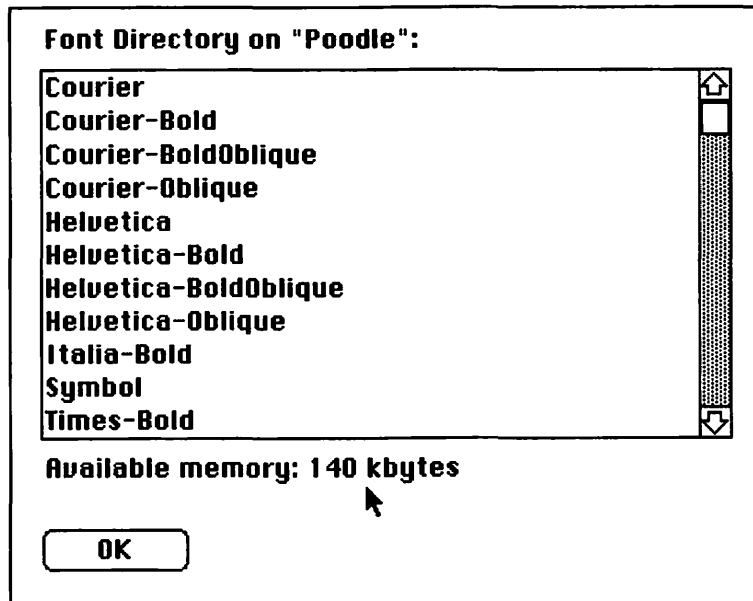 Font Directory on "Poodle":
Courier
Courier-Bold
Courier-BoldOblique
Courier-Oblique
Helvetica
Helvetica-Bold
Helvetica-BoldOblique
Helvetica-Oblique
Italia-Bold
Symbol
Times-Bold
Available memory: 140 kbytes
OK